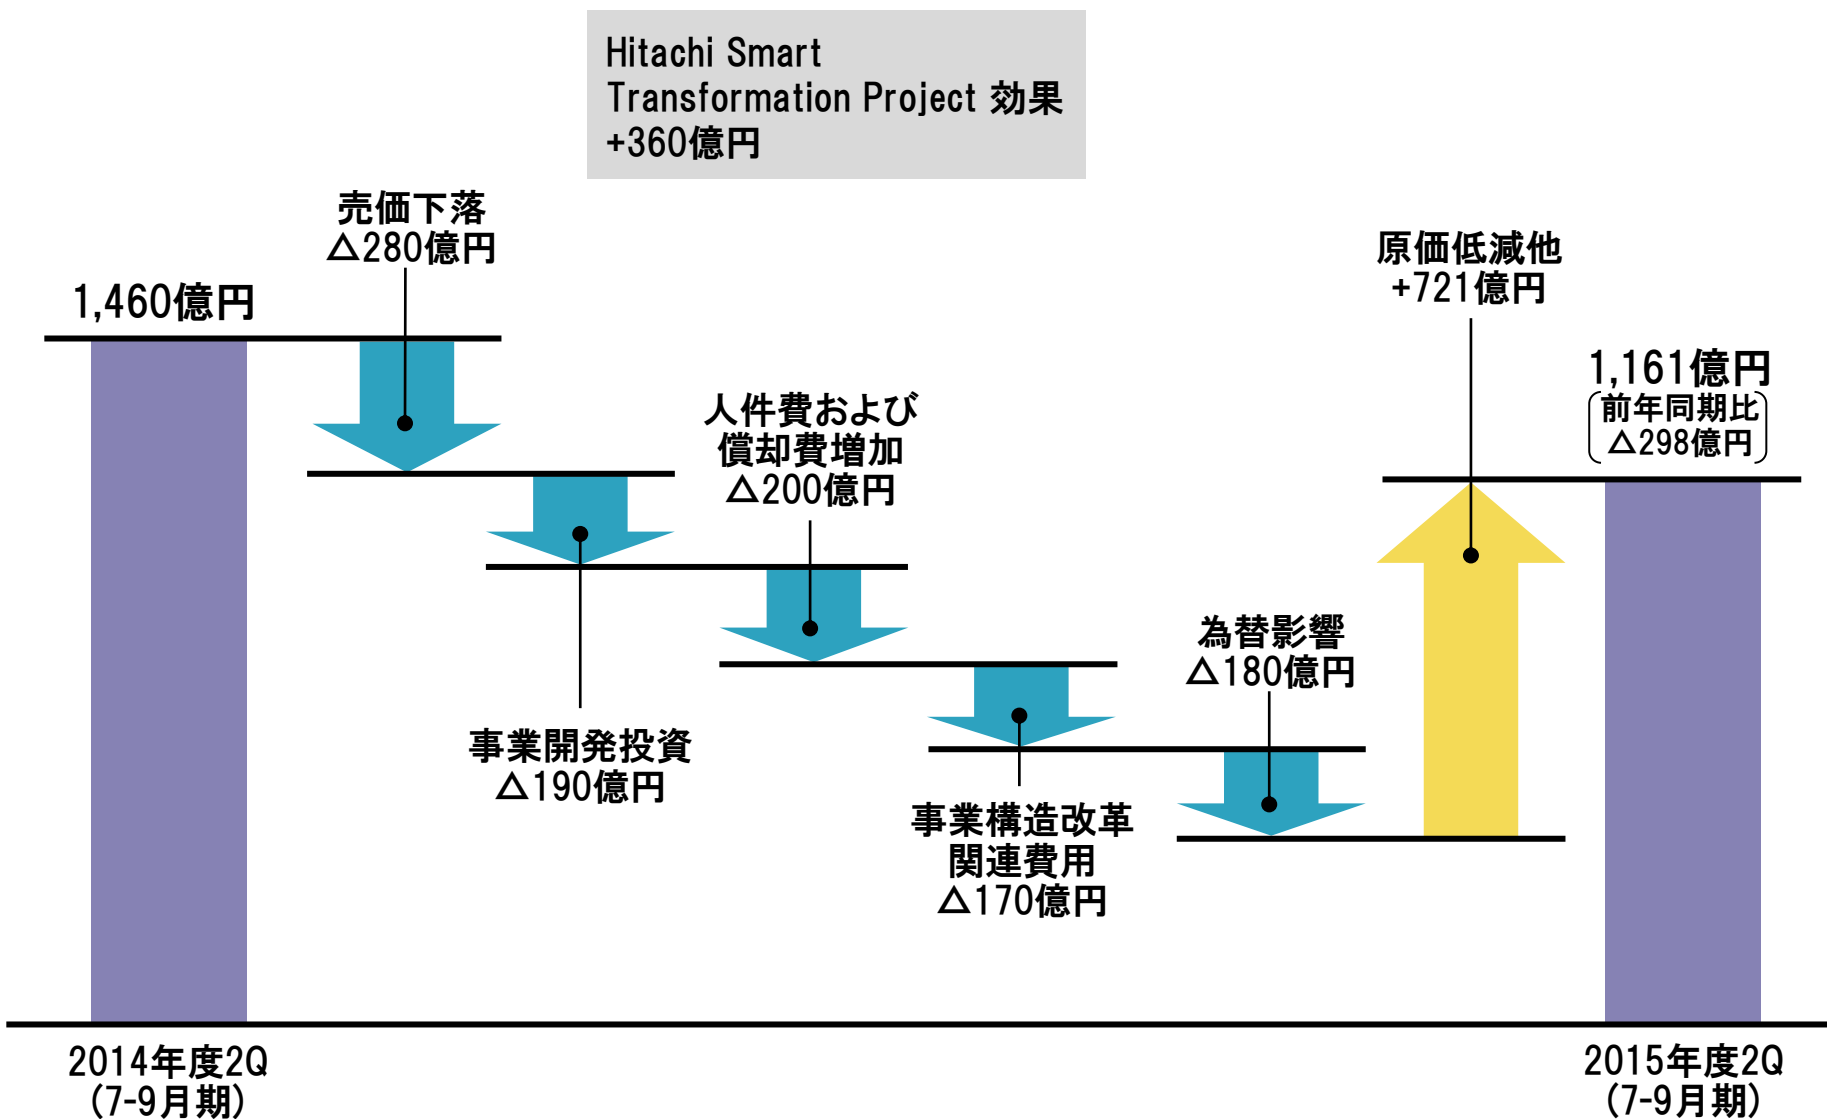 Hitachi Smart
Transformation Project 効果
+360億円
売価下落
△280億円
1,460億円
原価低減他
+721億円
1,161億円
前年同期比
△298億円
人件費および
償却費増加
△200億円
為替影響
△180億円
事業開発投資
△190億円
事業構造改革
関連費用
△170億円
2014年度2Q
(7-9月期)
2015年度2Q
(7-9月期)